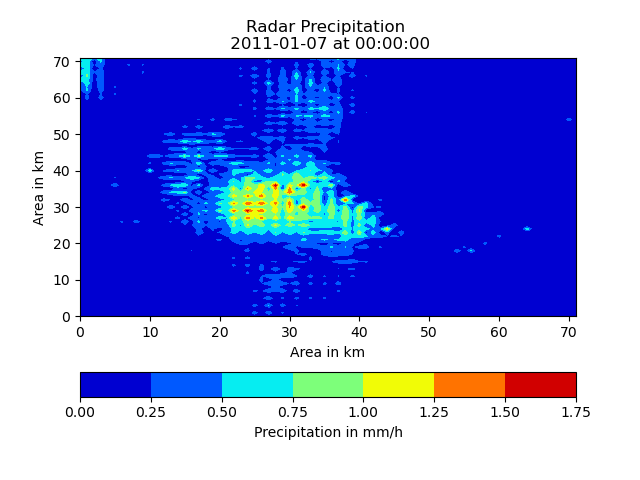 Radar Precipitation
2011-01-07 at 00:00:00
70
60
50
40
30
20
10
0
Area in km
0 10 20 30 40 50 60 70
Area in km
0.00 0.25 0.50 0.75 1.00 1.25 1.50 1.75
Precipitation in mm/h